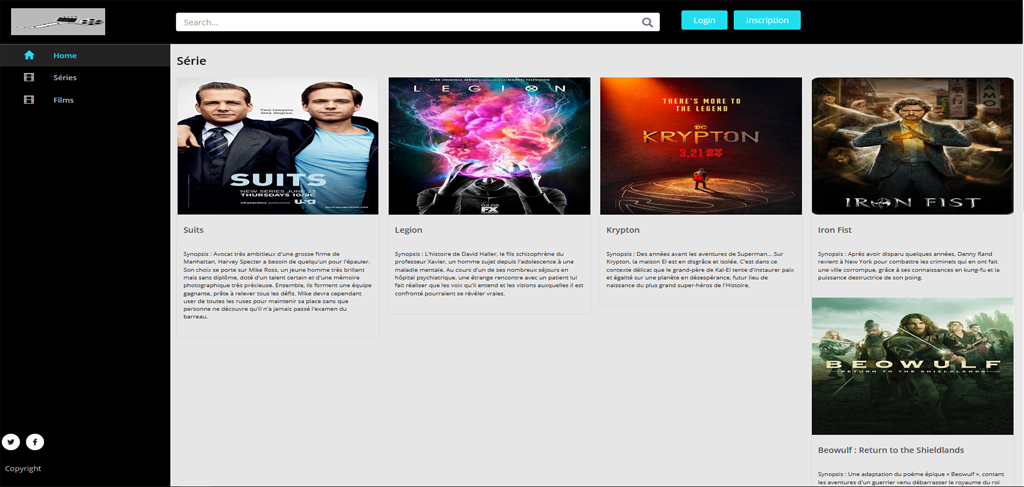 Search...
Login
Inscription
Home
Séries
Films
Série
Two lawyers.
One degree.
SUITS
NEW SERIES JUNE 23
THURSDAYS 10/9c
characters welcome. usa
Suits
Synopsis : Avocat très ambitieux d'une grosse firme de
Manhattan, Harvey Specter a besoin de quelqu'un pour l'épauler.
Son choix se porte sur Mike Ross, un jeune homme très brillant
mais sans diplôme, doté d'un talent certain et d'une mémoire
photographique très précieuse. Ensemble, ils forment une équipe
gagnante, prête à relever tous les défis. Mike devra cependant
user de toutes les ruses pour maintenir sa place sans que
personne ne découvre qu'il n'a jamais passé l'examen du
barreau.
LEGION
02.08
FX
Legion
Synopsis : L'histoire de David Haller, le fils schizophrène du
professeur Xavier, un homme sujet depuis l'adolescence à une
maladie mentale. Au cours d'un de ses nombreux séjours en
hôpital psychiatrique, une étrange rencontre avec un patient lui
fait réaliser que les voix qu'il entend et les visions auxquelles il est
confronté pourraient se révéler vraies.
THERE'S MORE TO
THE LEGEND
DC
KRYPTON
3.21
Krypton
Synopsis : Des années avant les aventures de Superman... Sur
Krypton, la maison El est en disgrâce et isolée. C'est dans ce
contexte délicat que le grand-père de Kal-El tente d'instaurer paix
et égalité sur une planète en désespérance, futur lieu de
naissance du plus grand super-héros de l'Histoire.
IRON FIST
Iron Fist
Synopsis : Après avoir disparu quelques années, Danny Rand
revient à New York pour combattre les criminels qui en ont fait
une ville corrompue, grâce à ses connaissances en kung-fu et la
puissance destructrice de son poing.
BEOWULF
RETURN TO THE SHIELDLANDS
Beowulf : Return to the Shieldlands
Synopsis : Une adaptation du poème épique « Beowulf », contant
les aventures d'un guerrier venu débarrasser le royaume du roi
Copyright